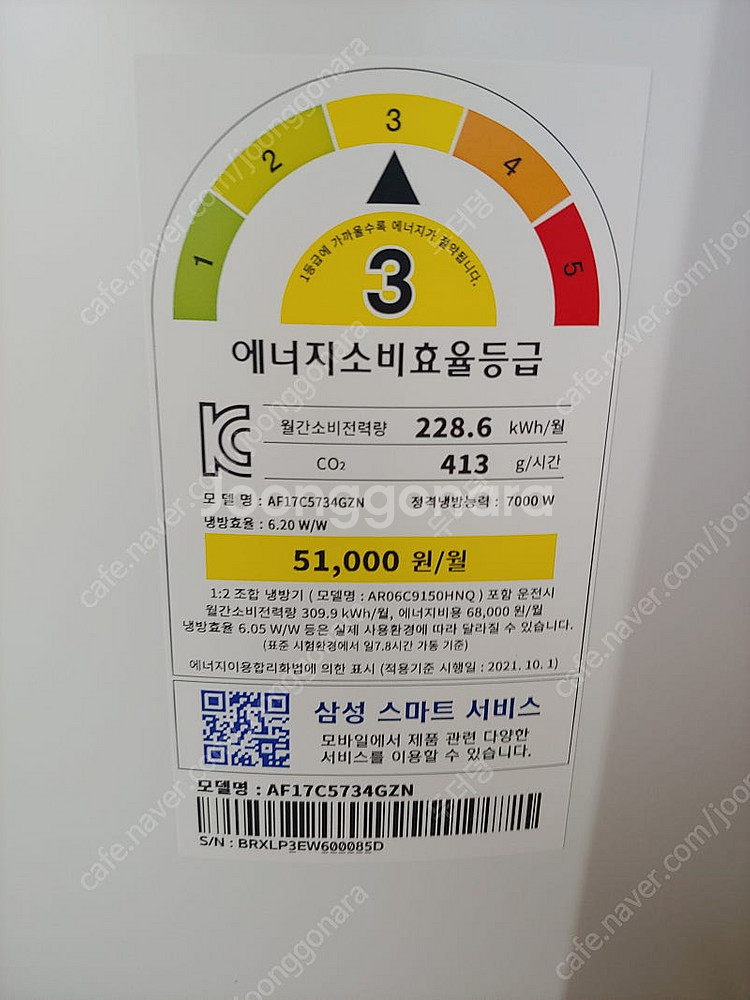 1
2
3
4
5
1등급에 가까울수록 에너지가 절약됩니다.
3
에너지소비효율등급
월간소비전력량 228.6 kWh/월
CO₂ 413 g/시간
모 델 명 : AF17C5734GZN 정격냉방능력 : 7000 W
냉방효율 : 6.20 W/W
51,000 원/월
1:2 조합 냉방기 ( 모델명 : AR06C9150HNQ ) 포함 운전시
월간소비전력량 309.9 kWh/월, 에너지비용 68,000 원/월
냉방효율 6.05 W/W 등은 실제 사용환경에 따라 달라질 수 있습니다.
(표준 시험환경에서 일7.8시간 가동 기준)
에너지이용합리화법에 의한 표시 (적용기준 시행일 : 2021. 10. 1)
삼성 스마트 서비스
모바일에서 제품 관련 다양한
서비스를 이용할 수 있습니다.
모델명 : AF17C5734GZN
S/N : BRXLP3EW600085D
Joonggonara
cafe.naver.com/joonggonara